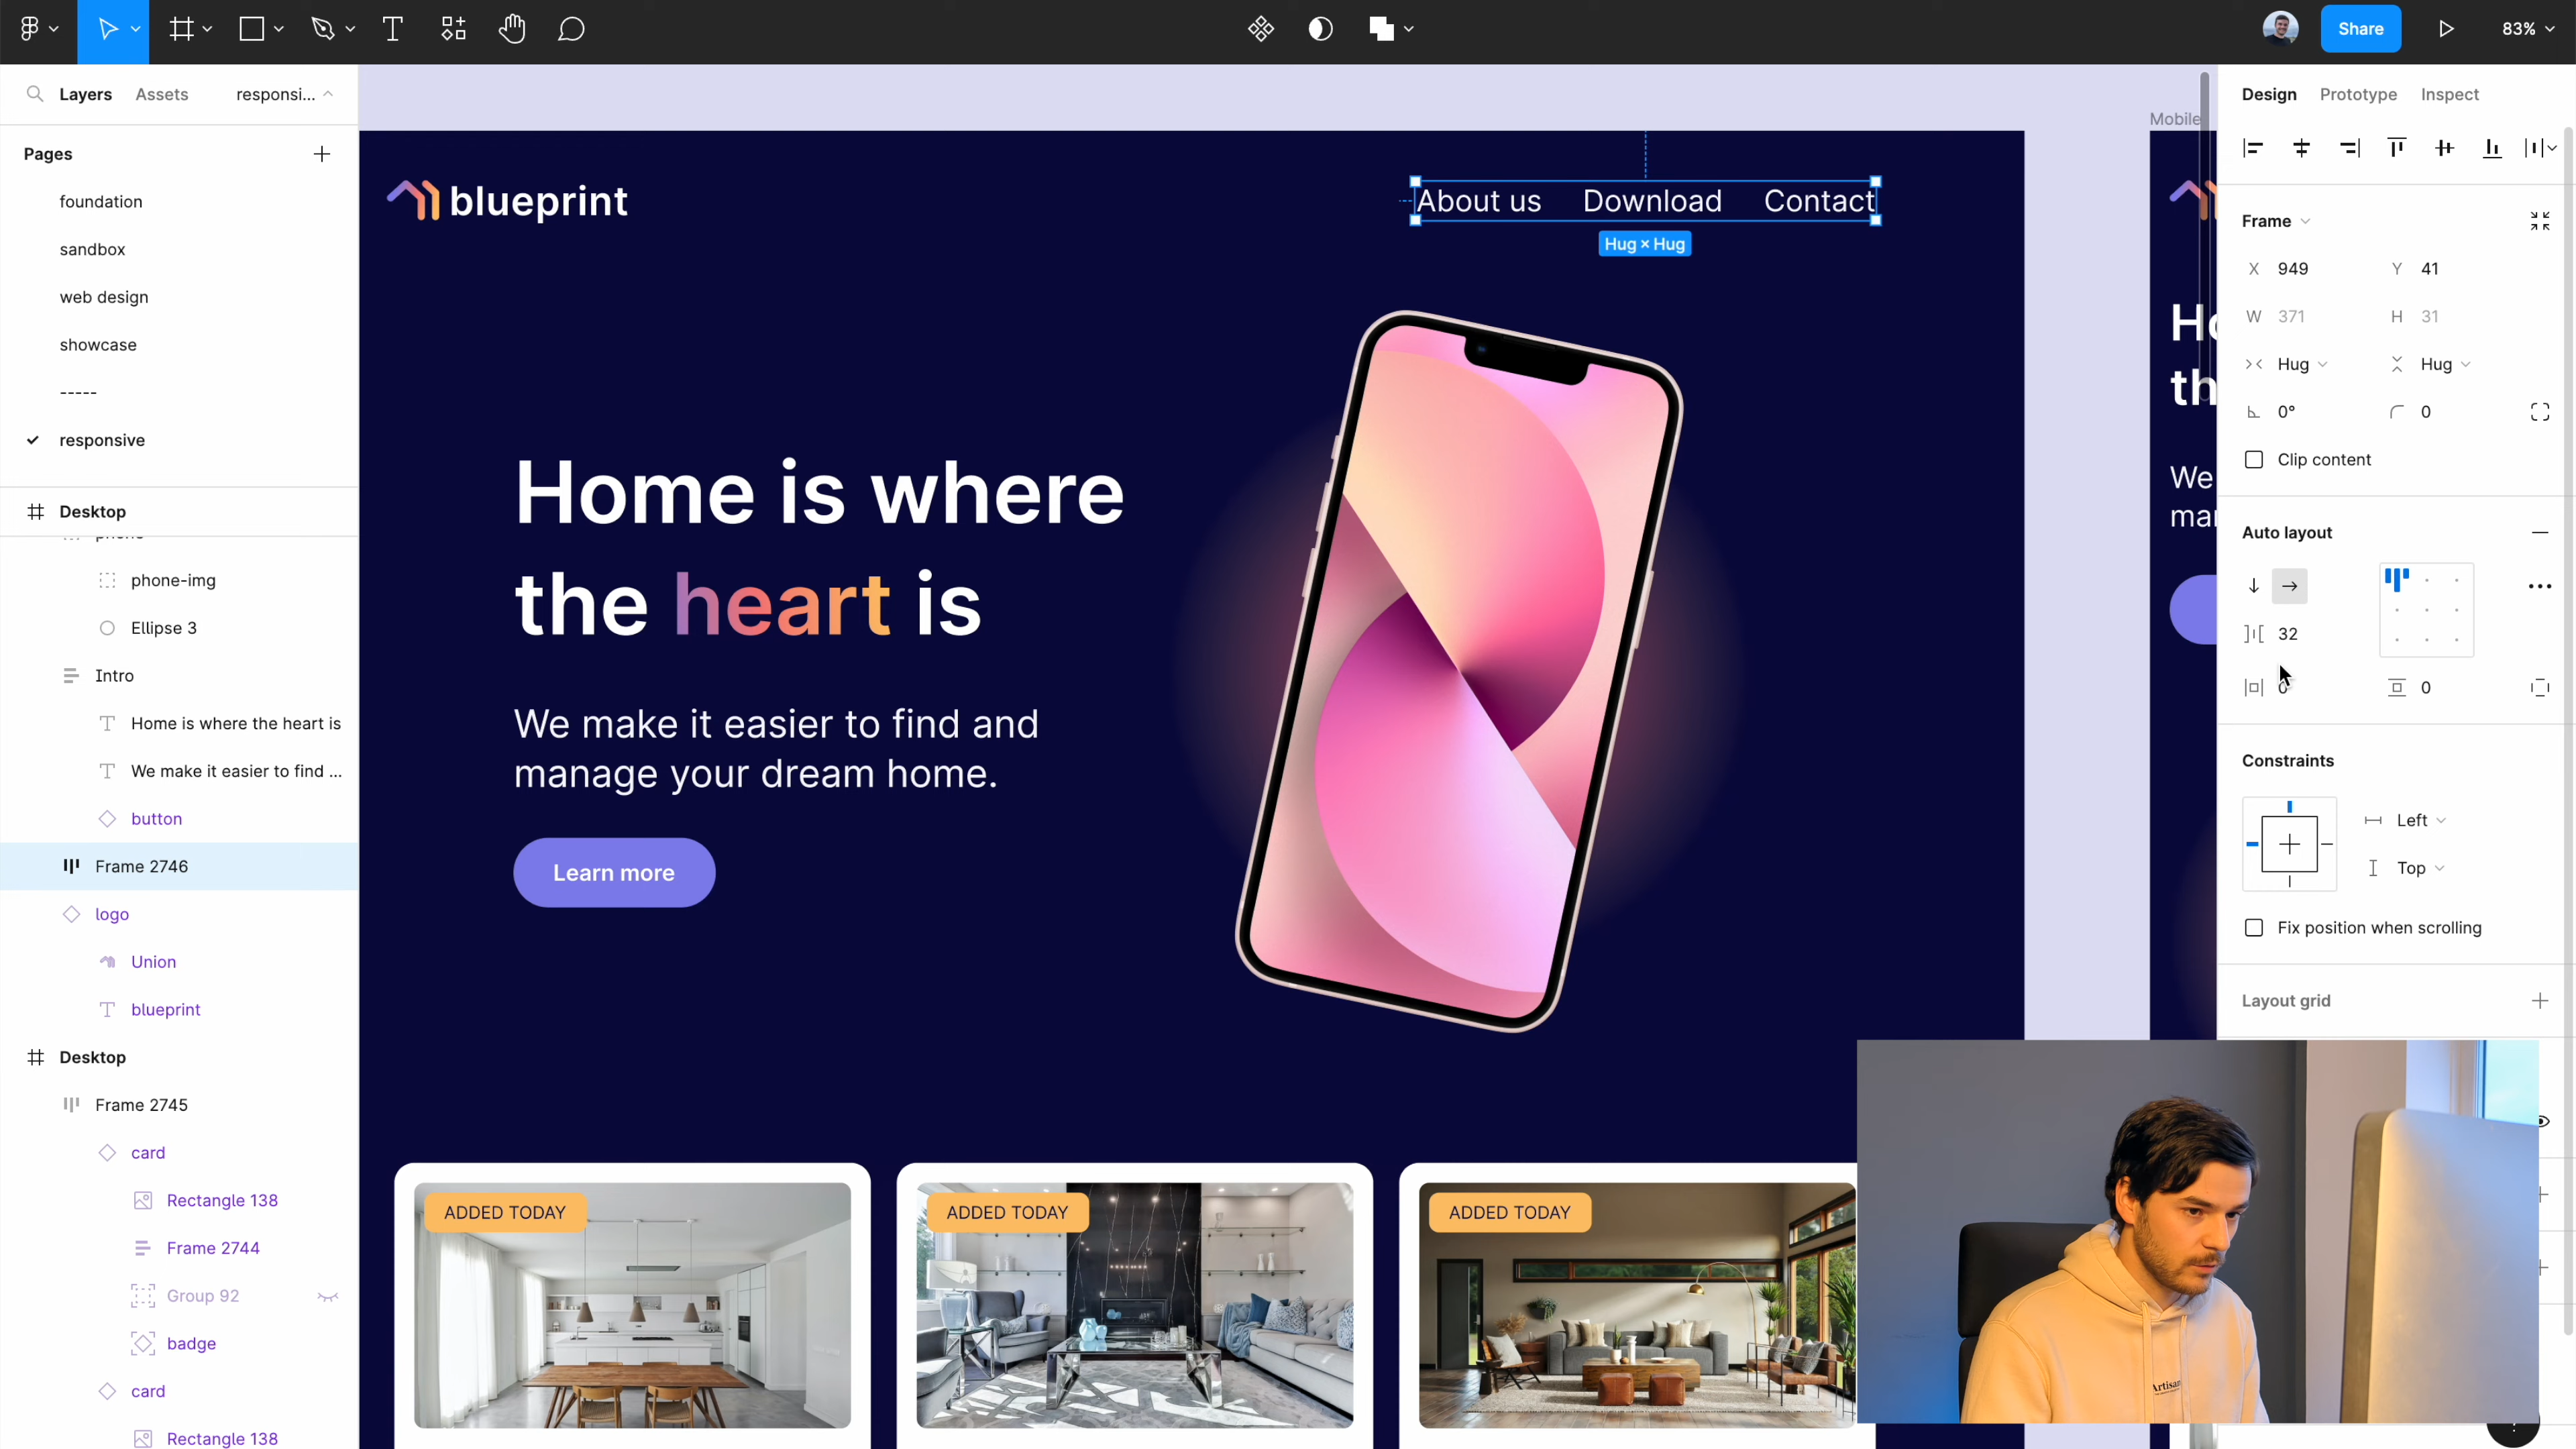 Share
83%
Layers
Assets
responsi...
Pages
foundation
sandbox
web design
showcase
-----
responsive
Desktop
phone-img
Ellipse 3
Intro
Home is where the heart is
We make it easier to find ...
button
Frame 2746
logo
Union
blueprint
Desktop
Frame 2745
card
Rectangle 138
Frame 2744
Group 92
badge
card
Rectangle 138
blueprint
About us
Download
Contact
Hug × Hug
Home is where
the heart is
We make it easier to find and
manage your dream home.
Learn more
ADDED TODAY
ADDED TODAY
ADDED TODAY
Mobile
th
We
Design
Prototype
Inspect
Frame
X 949
Y 41
W 371
H 31
Hug
Hug
0°
0
Clip content
Auto layout
32
0
0
Constraints
Left
Top
Fix position when scrolling
Layout grid